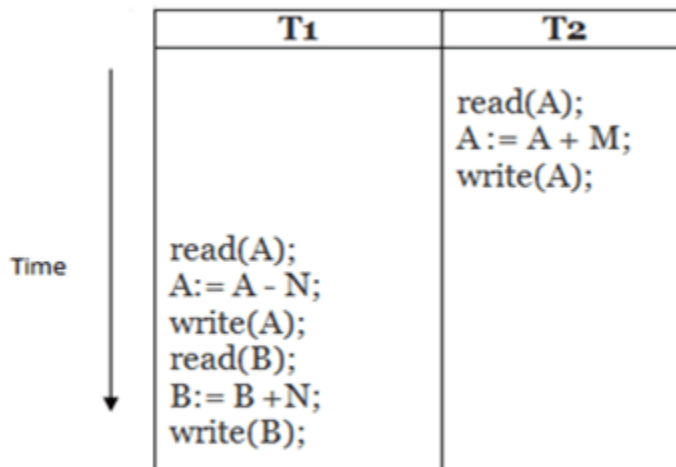 T1 T2
read(A);
A := A + M;
write(A);
Time
read(A);
A:= A - N;
write(A);
read(B);
B:= B +N;
write(B);